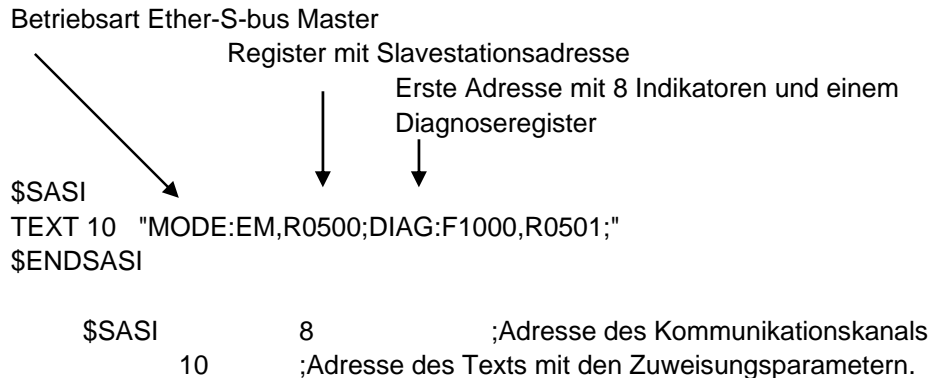 Betriebsart Ether-S-bus Master
Register mit Slavestationsadresse
Erste Adresse mit 8 Indikatoren und einem
Diagnoseregister
$SASI
TEXT 10 "MODE:EM,R0500;DIAG:F1000,R0501;"
$ENDSASI
$SASI 8 ;Adresse des Kommunikationskanals
10 ;Adresse des Texts mit den Zuweisungsparametern.